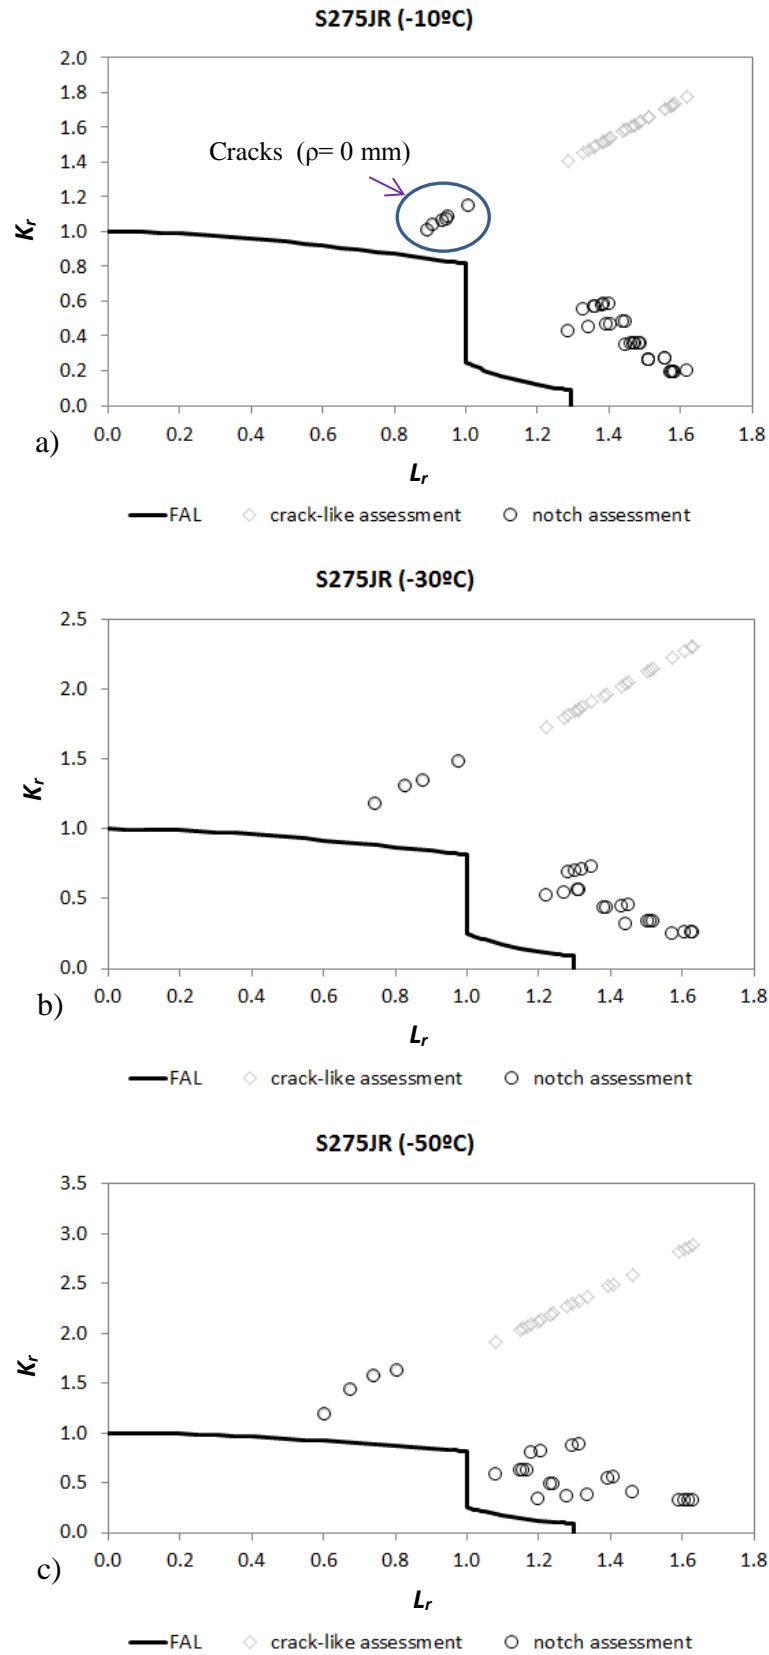 S275JR (-10ºC)
2.0
1.8
1.6
1.4
1.2
1.0
0.8
0.6
0.4
0.2
0.0
Kr
Cracks (ρ= 0 mm)
0.0 0.2 0.4 0.6 0.8 1.0 1.2 1.4 1.6 1.8
a)
Lr
FAL crack-like assessment notch assessment
S275JR (-30ºC)
2.5
2.0
1.5
1.0
0.5
0.0
Kr
0.0 0.2 0.4 0.6 0.8 1.0 1.2 1.4 1.6 1.8
b)
Lr
FAL crack-like assessment notch assessment
S275JR (-50ºC)
3.5
3.0
2.5
2.0
1.5
1.0
0.5
0.0
Kr
0.0 0.2 0.4 0.6 0.8 1.0 1.2 1.4 1.6 1.8
c)
Lr
FAL crack-like assessment notch assessment